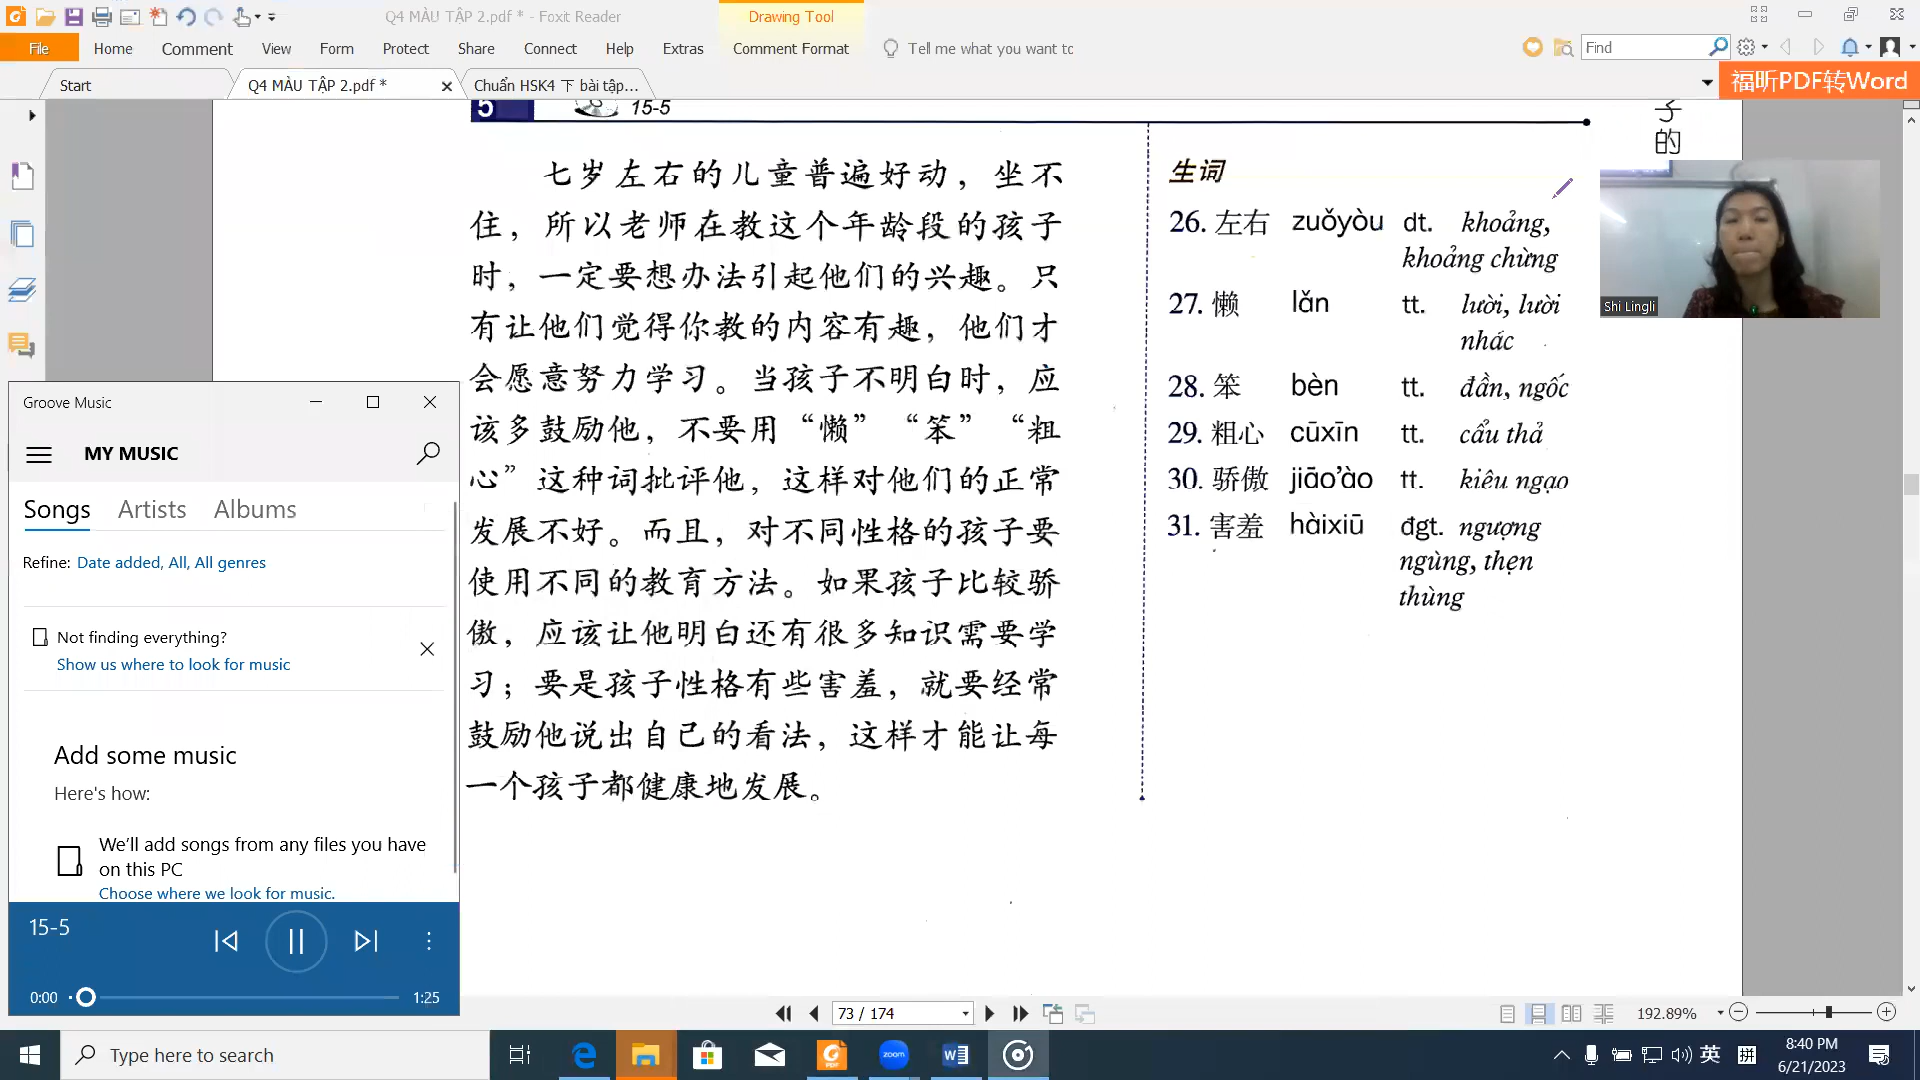 Q4 MÀU TẬP 2.pdf * - Foxit Reader
Drawing Tool
File
Home
Comment
View
Form
Protect
Share
Connect
Help
Extras
Comment Format
Tell me what you want to
Find
Start
Q4 MÀU TẬP 2.pdf *
Chuẩn HSK4 下 bài tập...
福昕PDF转Word
5
15-5
子
的
七岁左右的儿童普遍好动，坐不
住，所以老师在教这个年龄段的孩子
时，一定要想办法引起他们的兴趣。只
有让他们觉得你教的内容有趣，他们才
会愿意努力学习。当孩子不明白时，应
该多鼓励他，不要用“懒”“笨”“粗
心”这种词批评他，这样对他们的正常
发展不好。而且，对不同性格的孩子要
使用不同的教育方法。如果孩子比较骄
傲，应该让他明白还有很多知识需要学
习；要是孩子性格有些害羞，就要经常
鼓励他说出自己的看法，这样才能让每
一个孩子都健康地发展。
生词
26. 左右 zuǒyòu dt. khoảng,
khoảng chừng
27. 懒 lǎn tt. lười, lười
nhác
28. 笨 bèn tt. đần, ngốc
29. 粗心 cūxīn tt. cẩu thả
30. 骄傲 jiāo’ào tt. kiêu ngạo
31. 害羞 hàixiū đgt. ngượng
ngùng, thẹn
thùng
Shi Lingli
Groove Music
MY MUSIC
Songs
Artists
Albums
Refine: Date added, All, All genres
Not finding everything?
Show us where to look for music
Add some music
Here's how:
We'll add songs from any files you have
on this PC
Choose where we look for music.
15-5
0:00
1:25
73 / 174
192.89%
Type here to search
zoom
英
拼
8:40 PM
6/21/2023